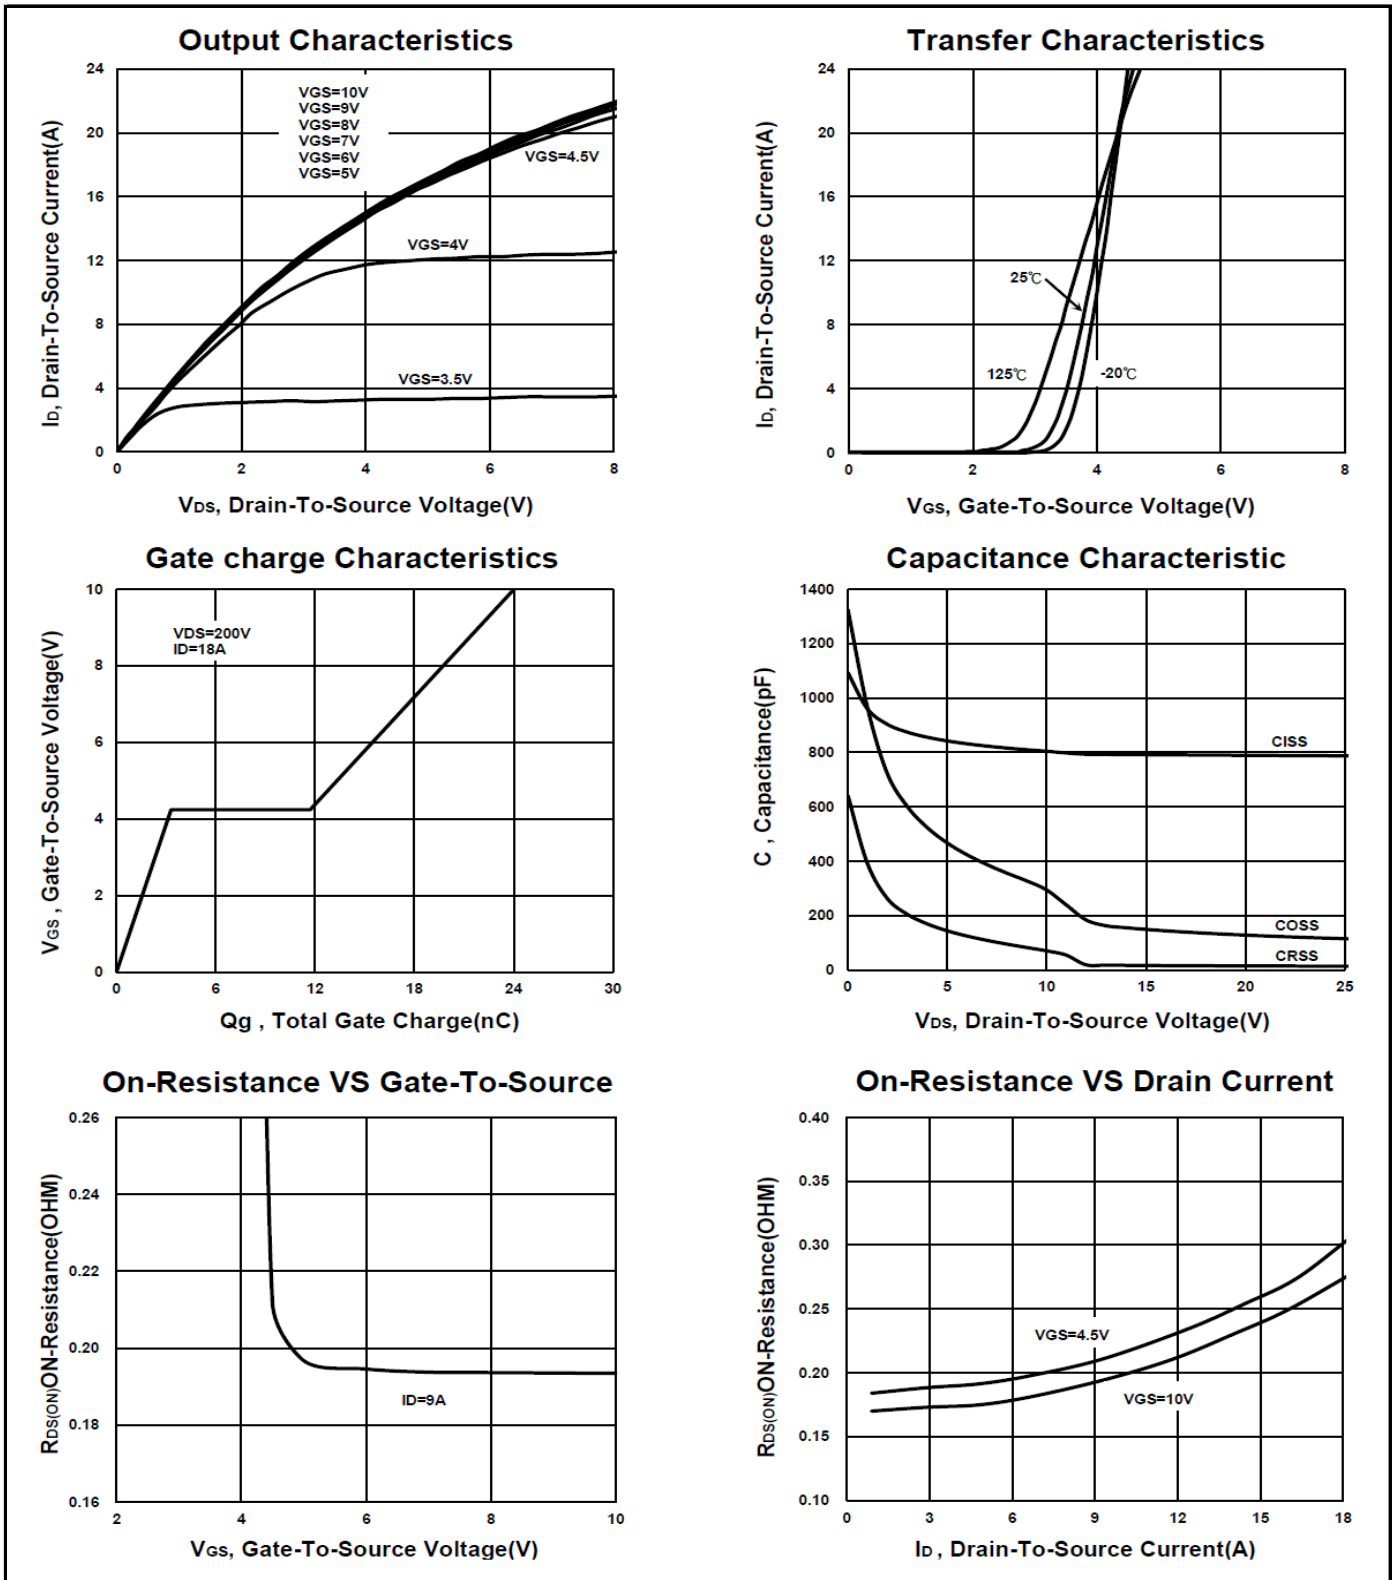 Output Characteristics
24
20
16
12
8
4
0
0 2 4 6 8
ID, Drain-To-Source Current(A)
VGS=10V
VGS=9V
VGS=8V
VGS=7V
VGS=6V
VGS=5V
VGS=4.5V
VGS=4V
VGS=3.5V
VDS, Drain-To-Source Voltage(V)
Transfer Characteristics
24
20
16
12
8
4
0
0 2 4 6 8
ID, Drain-To-Source Current(A)
25℃
125℃
-20℃
VGS, Gate-To-Source Voltage(V)
Gate charge Characteristics
10
8
6
4
2
0
0 6 12 18 24 30
VGS , Gate-To-Source Voltage(V)
VDS=200V
ID=18A
Qg , Total Gate Charge(nC)
Capacitance Characteristic
1400
1200
1000
800
600
400
200
0
0 5 10 15 20 25
C , Capacitance(pF)
CISS
COSS
CRSS
VDS, Drain-To-Source Voltage(V)
On-Resistance VS Gate-To-Source
0.26
0.24
0.22
0.20
0.18
0.16
2 4 6 8 10
RDS(ON)ON-Resistance(OHM)
ID=9A
VGS, Gate-To-Source Voltage(V)
On-Resistance VS Drain Current
0.40
0.35
0.30
0.25
0.20
0.15
0.10
0 3 6 9 12 15 18
RDS(ON)ON-Resistance(OHM)
VGS=4.5V
VGS=10V
ID , Drain-To-Source Current(A)